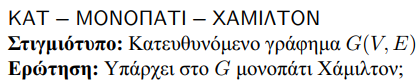 ΚΑΤ – ΜΟΝΟΠΑΤΙ – ΧΑΜΙΛΤΟΝ
Στιγμιότυπο: Κατευθυνόμενο γράφημα G(V, E)
Ερώτηση: Υπάρχει στο G μονοπάτι Χάμιλτον;